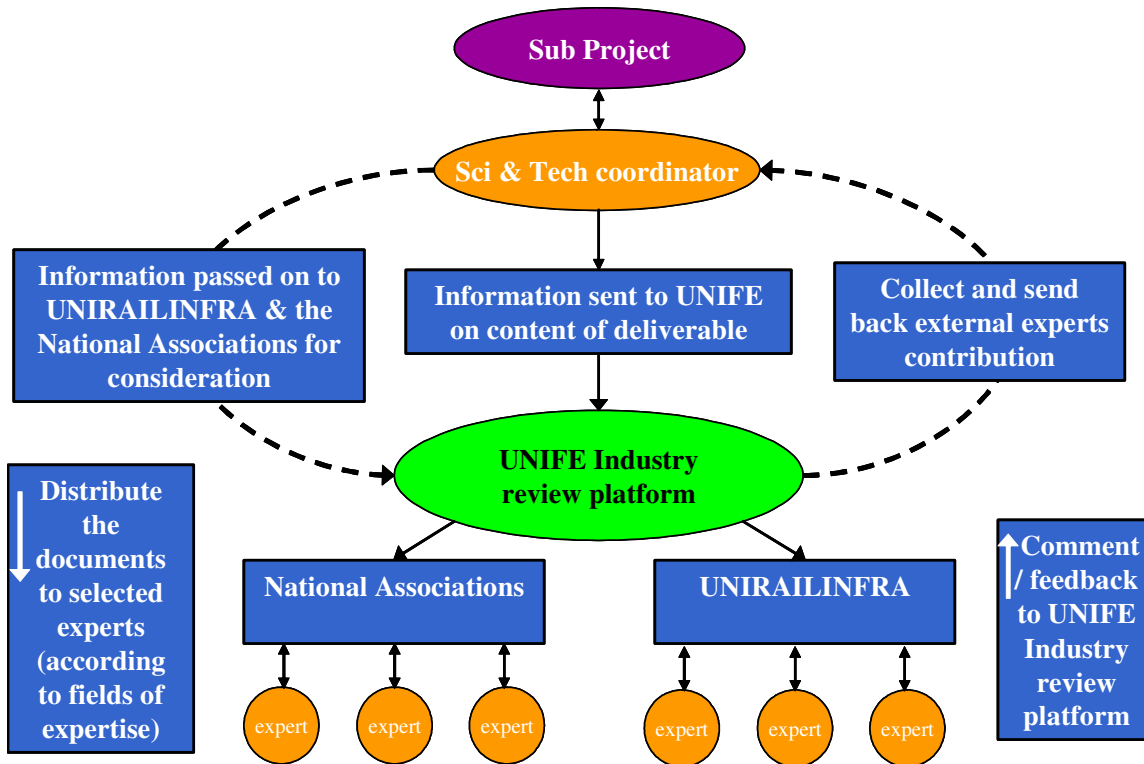 Sub Project
Sci & Tech coordinator
Information passed on to
UNIRAILINFRA & the
National Associations for
consideration
Information sent to UNIFE
on content of deliverable
Collect and send
back external experts
contribution
UNIFE Industry
review platform
Distribute
the
documents
to selected
experts
(according
to fields of
expertise)
National Associations
UNIRAILINFRA
Comment
/ feedback
to UNIFE
Industry
review
platform
expert
expert
expert
expert
expert
expert